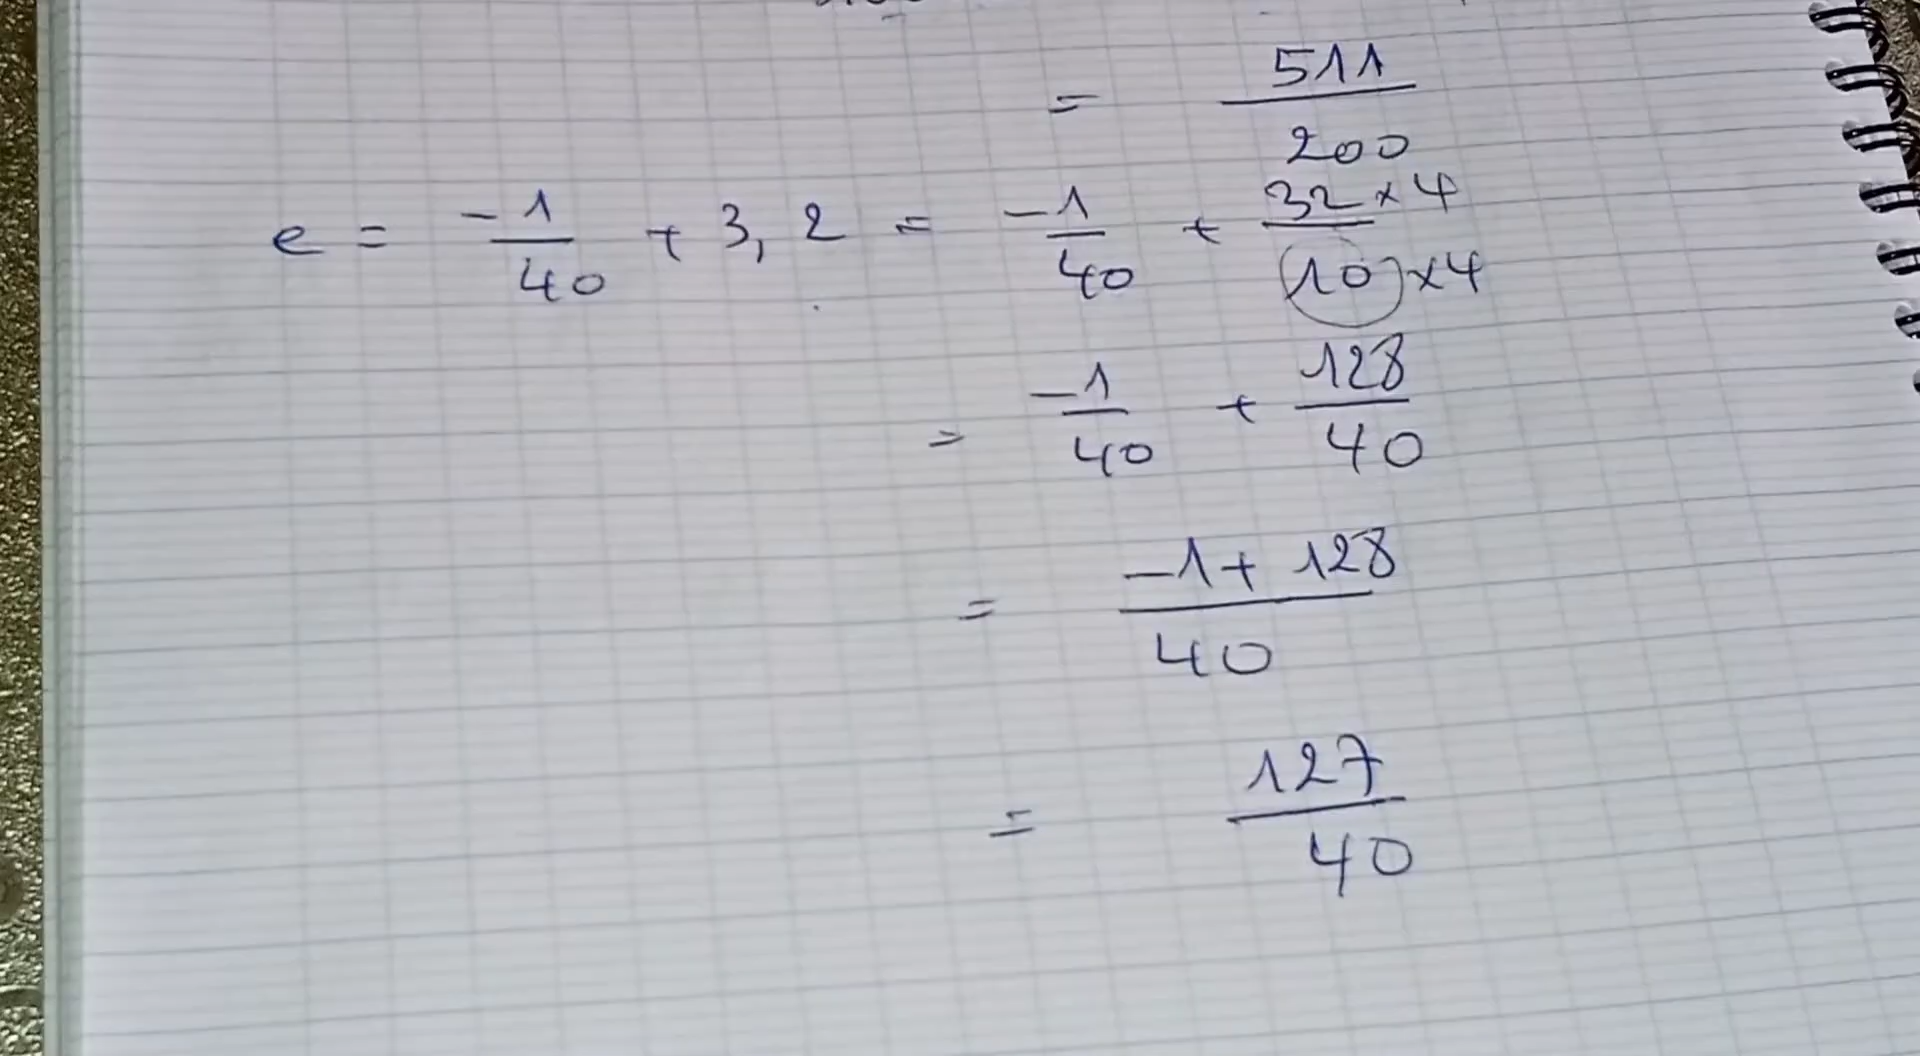 = 511/200
e = -1/40 + 3,2 = -1/40 + 32×4/10×4
= -1/40 + 128/40
= -1+128/40
= 127/40